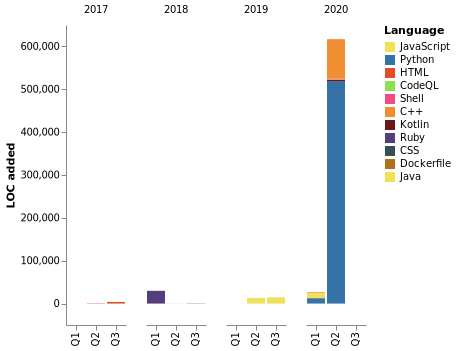 2017 2018 2019 2020
Language
JavaScript
Python
HTML
CodeQL
Shell
C++
Kotlin
Ruby
CSS
Dockerfile
Java
LOC added
600,000
500,000
400,000
300,000
200,000
100,000
0
Q1 Q2 Q3 Q1 Q2 Q3 Q1 Q2 Q3 Q1 Q2 Q3